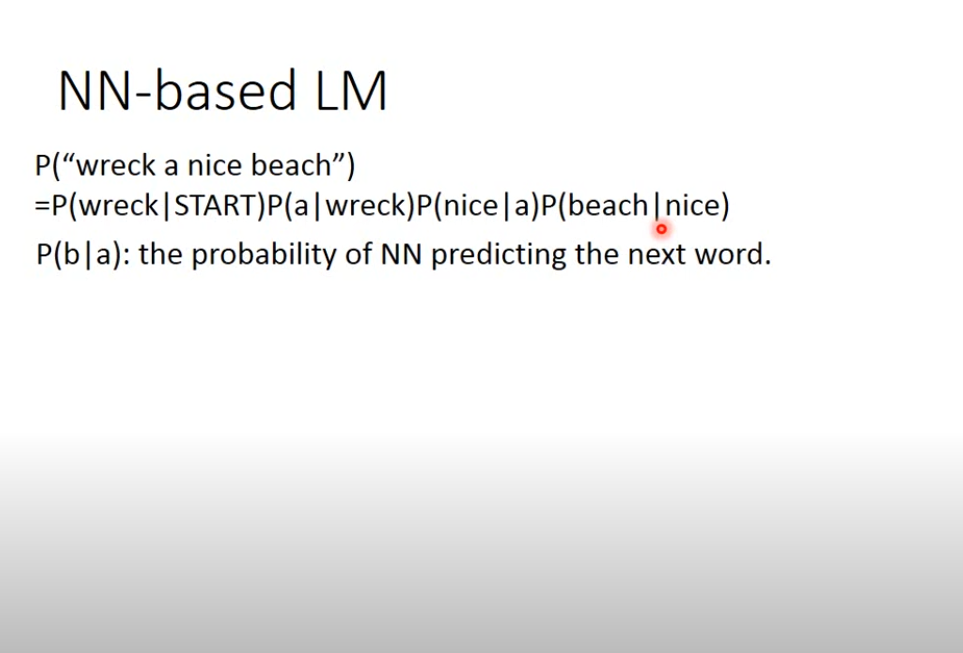 NN-based LM
P(“wreck a nice beach”)
=P(wreck|START)P(a|wreck)P(nice|a)P(beach|nice)
P(b|a): the probability of NN predicting the next word.